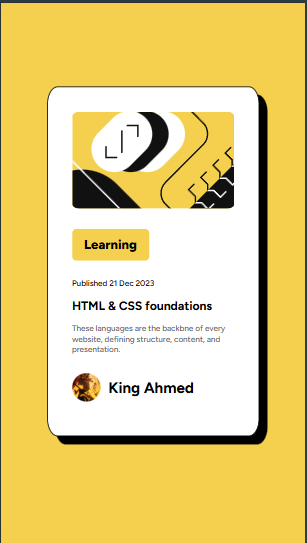 Learning
Published 21 Dec 2023
HTML & CSS foundations
These languages are the backbne of every
website, defining structure, content, and
presentation.
King Ahmed